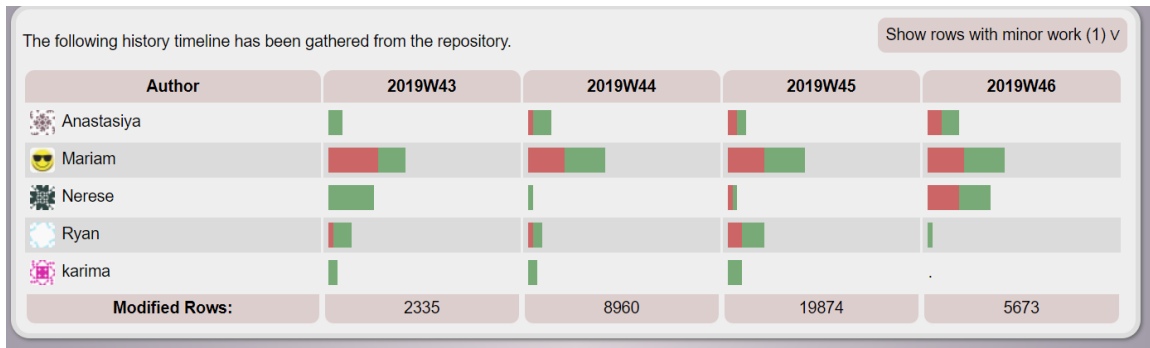 The following history timeline has been gathered from the repository.
Show rows with minor work (1) ˅
Author 2019W43 2019W44 2019W45 2019W46
Anastasiya
Mariam
Nerese
Ryan
karima .
Modified Rows: 2335 8960 19874 5673